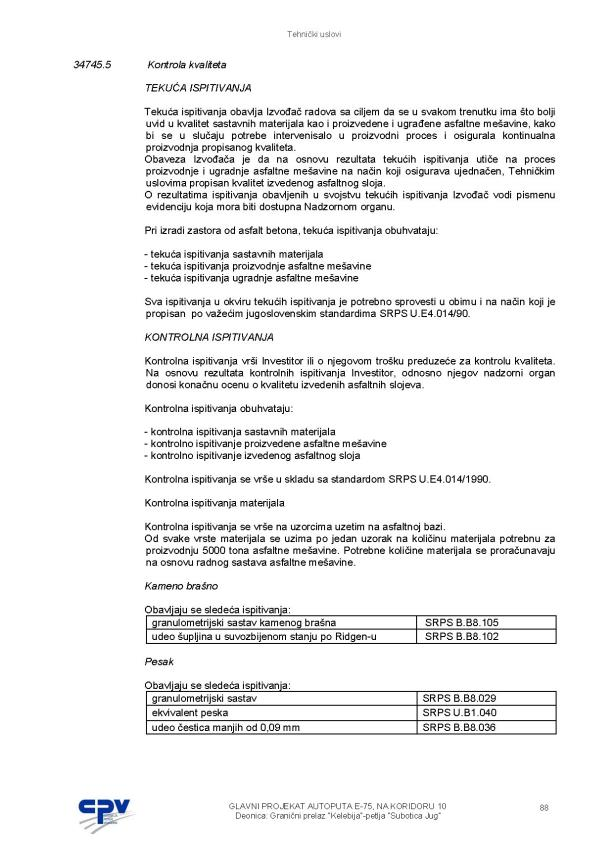 Tehnički uslovi
34745.5 Kontrola kvaliteta
TEKUĆA ISPITIVANJA
Tekuća ispitivanja obavlja Izvođač radova sa ciljem da se u svakom trenutku ima što bolji
uvid u kvalitet sastavnih materijala kao i proizvedene i ugrađene asfaltne mešavine, kako
bi se u slučaju potrebe intervenisalo u proizvodni proces i osigurala kontinualna
proizvodnja propisanog kvaliteta.
Obaveza Izvođača je da na osnovu rezultata tekućih ispitivanja utiče na proces
proizvodnje i ugradnje asfaltne mešavine na način koji osigurava ujednačen, Tehničkim
uslovima propisan kvalitet izvedenog asfaltnog sloja.
O rezultatima ispitivanja obavljenih u svojstvu tekućih ispitivanja Izvođač vodi pismenu
evidenciju koja mora biti dostupna Nadzornom organu.
Pri izradi zastora od asfalt betona, tekuća ispitivanja obuhvataju:
- tekuća ispitivanja sastavnih materijala
- tekuća ispitivanja proizvodnje asfaltne mešavine
- tekuća ispitivanja ugradnje asfaltne mešavine
Sva ispitivanja u okviru tekućih ispitivanja je potrebno sprovesti u obimu i na način koji je
propisan po važećim jugoslovenskim standardima SRPS U.E4.014/90.
KONTROLNA ISPITIVANJA
Kontrolna ispitivanja vrši Investitor ili o njegovom trošku preduzeće za kontrolu kvaliteta.
Na osnovu rezultata kontrolnih ispitivanja Investitor, odnosno njegov nadzorni organ
donosi konačnu ocenu o kvalitetu izvedenih asfaltnih slojeva.
Kontrolna ispitivanja obuhvataju:
- kontrolna ispitivanja sastavnih materijala
- kontrolno ispitivanje proizvedene asfaltne mešavine
- kontrolno ispitivanje izvedenog asfaltnog sloja
Kontrolna ispitivanja se vrše u skladu sa standardom SRPS U.E4.014/1990.
Kontrolna ispitivanja materijala
Kontrolna ispitivanja se vrše na uzorcima uzetim na asfaltnoj bazi.
Od svake vrste materijala se uzima po jedan uzorak na količinu materijala potrebnu za
proizvodnju 5000 tona asfaltne mešavine. Potrebne količine materijala se proračunavaju
na osnovu radnog sastava asfaltne mešavine.
Kameno brašno
Obavljaju se sledeća ispitivanja:
granulometrijski sastav kamenog brašna SRPS B.B8.105
udeo šupljina u suvozbijenom stanju po Ridgen-u SRPS B.B8.102
Pesak
Obavljaju se sledeća ispitivanja:
granulometrijski sastav SRPS B.B8.029
ekvivalent peska SRPS U.B1.040
udeo čestica manjih od 0,09 mm SRPS B.B8.036
CPV
GLAVNI PROJEKAT AUTOPUTA E-75, NA KORIDORU 10
Deonica: Granični prelaz "Kelebija"-petlja "Subotica Jug"
88